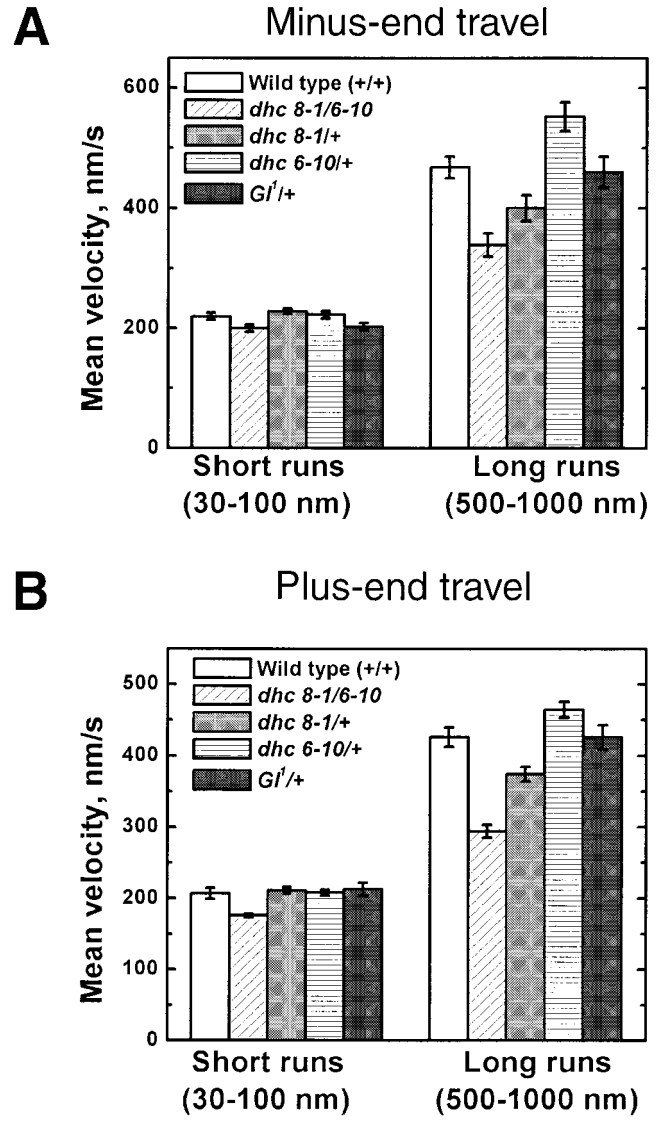 A
Minus-end travel
Mean velocity, nm/s
600
400
200
0
Wild type (+/+)
dhc 8-1/6-10
dhc 8-1/+
dhc 6-10/+
Gl¹/+
Short runs
(30-100 nm)
Long runs
(500-1000 nm)
B
Plus-end travel
Mean velocity, nm/s
500
400
300
200
100
0
Wild type (+/+)
dhc 8-1/6-10
dhc 8-1/+
dhc 6-10/+
Gl¹/+
Short runs
(30-100 nm)
Long runs
(500-1000 nm)